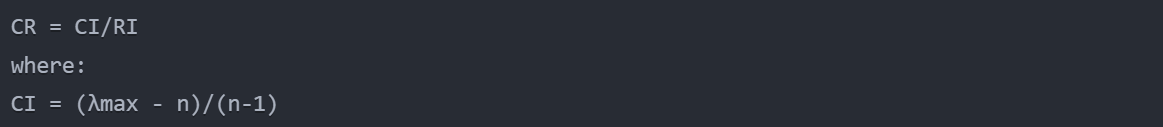 CR = CI/RI
where:
CI = (λmax - n)/(n-1)